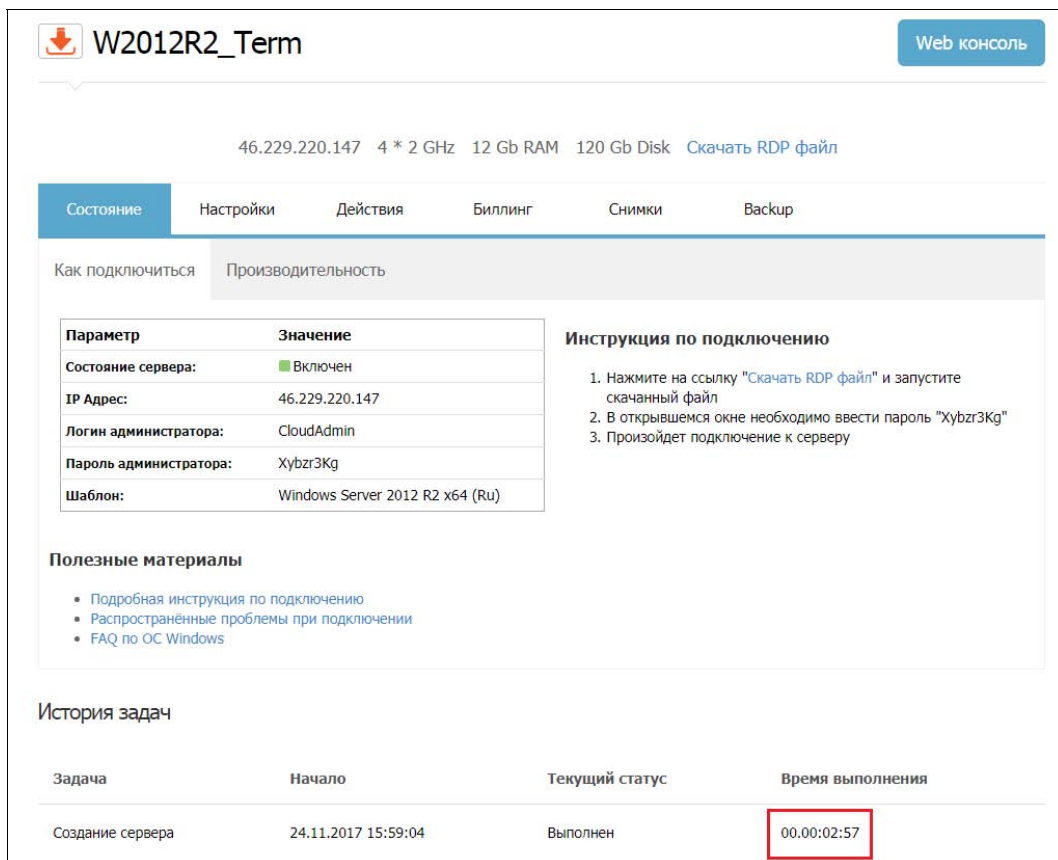 W2012R2_Term
Web консоль
46.229.220.147 4 * 2 GHz 12 Gb RAM 120 Gb Disk Скачать RDP файл
Состояние Настройки Действия Биллинг Снимки Backup
Как подключиться Производительность
Параметр Значение
Состояние сервера: Включен
IP Адрес: 46.229.220.147
Логин администратора: CloudAdmin
Пароль администратора: Xybzr3Kg
Шаблон: Windows Server 2012 R2 x64 (Ru)
Инструкция по подключению
1. Нажмите на ссылку "Скачать RDP файл" и запустите
скачанный файл
2. В открывшемся окне необходимо ввести пароль "Xybzr3Kg"
3. Произойдет подключение к серверу
Полезные материалы
• Подробная инструкция по подключению
• Распространённые проблемы при подключении
• FAQ по ОС Windows
История задач
Задача Начало Текущий статус Время выполнения
Создание сервера 24.11.2017 15:59:04 Выполнен 00.00:02:57